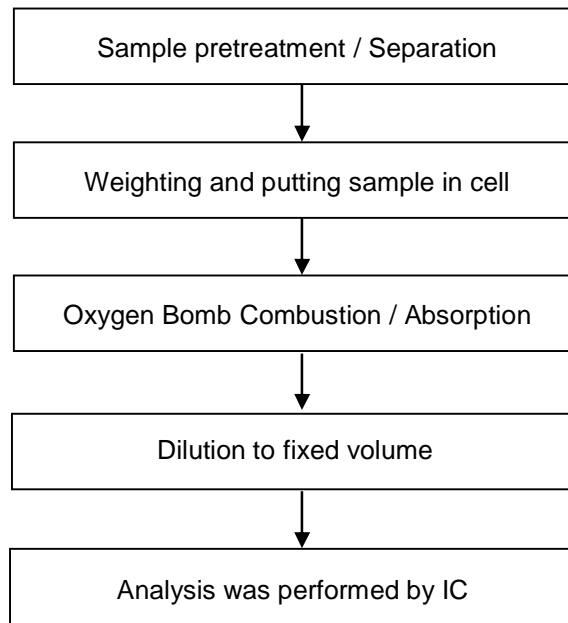 Sample pretreatment / Separation
Weighting and putting sample in cell
Oxygen Bomb Combustion / Absorption
Dilution to fixed volume
Analysis was performed by IC